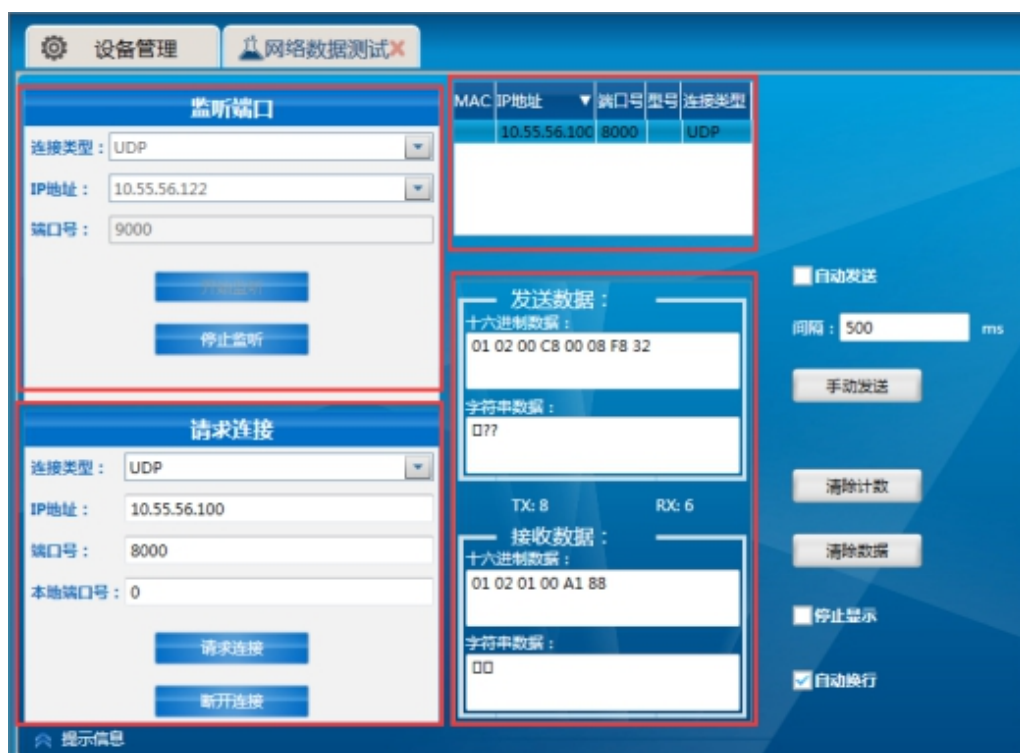 设备管理 网络数据测试
监听端口
连接类型： UDP
IP地址： 10.55.56.122
端口号： 9000
停止监听
请求连接
连接类型： UDP
IP地址： 10.55.56.100
端口号： 8000
本地端口号： 0
请求连接
断开连接
提示信息
MAC IP地址 端口号 型号 连接类型
10.55.56.100 8000 UDP
发送数据：
十六进制数据：
01 02 00 C8 00 08 F8 32
字符串数据：
□??
TX: 8 RX: 6
接收数据：
十六进制数据：
01 02 01 00 A1 88
字符串数据：
□□
自动发送
间隔： 500 ms
手动发送
清除计数
清除数据
停止显示
自动换行